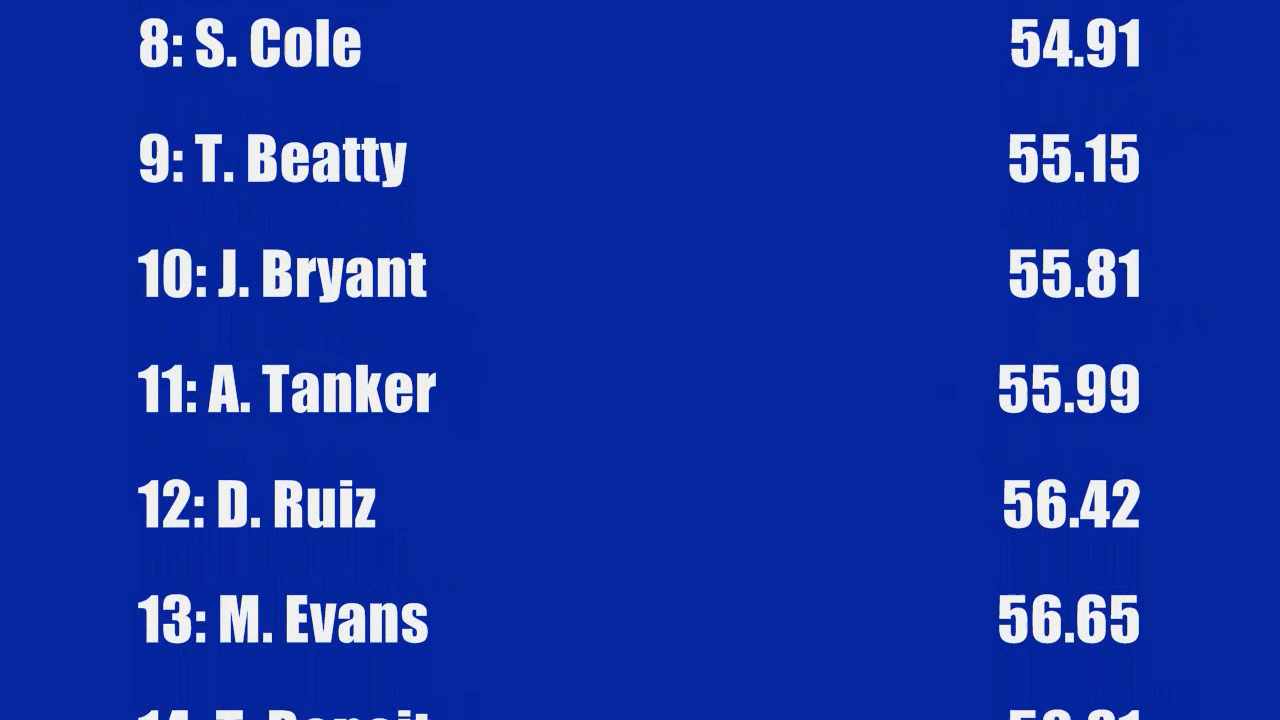 8: S. Cole 54.91
9: T. Beatty 55.15
10: J. Bryant 55.81
11: A. Tanker 55.99
12: D. Ruiz 56.42
13: M. Evans 56.65
14: T.